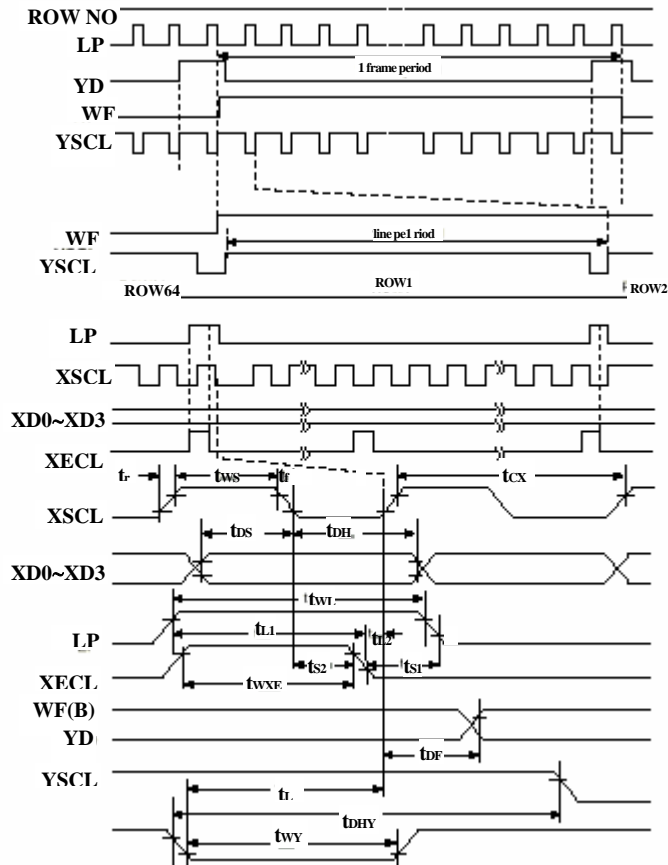 ROW NO
LP
1 frame period
YD
WF
YSCL
WF
line pe1 riod
YSCL
ROW64
ROW1
ROW2
LP
XSCL
XD0~XD3
XECL
tr
tWS
tf
tCX
XSCL
tDS
tDH
XD0~XD3
tWL
tL1
tL2
LP
tS2
tS1
XECL
tWXE
WF(B)
YD
tDF
YSCL
tL
tDHY
tWY